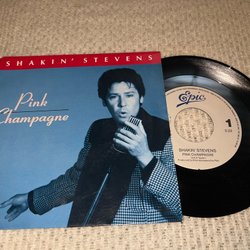 SHAKIN' STEVENS
Pink
Champagne
Epic
1
SHAKIN' STEVENS
PINK CHAMPAGNE